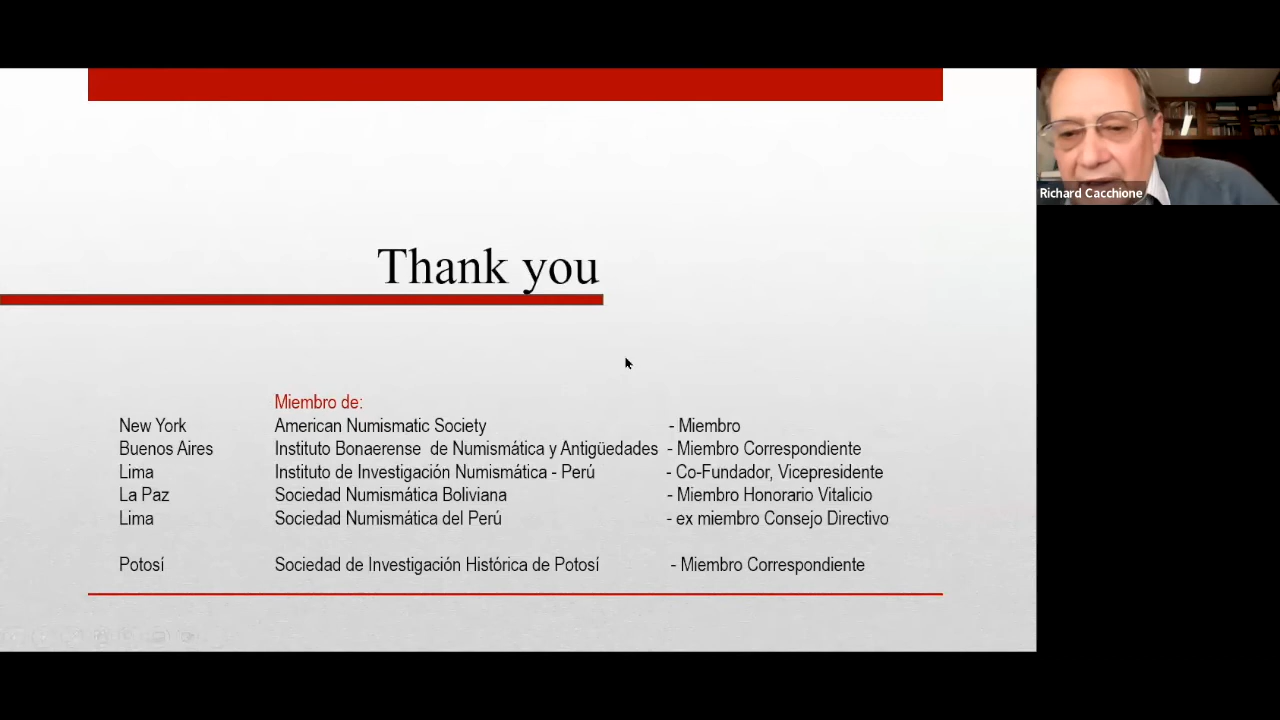 Richard Cacchione
Thank you
Miembro de:
New York American Numismatic Society - Miembro
Buenos Aires Instituto Bonaerense de Numismática y Antigüedades - Miembro Correspondiente
Lima Instituto de Investigación Numismática - Perú - Co-Fundador, Vicepresidente
La Paz Sociedad Numismática Boliviana - Miembro Honorario Vitalicio
Lima Sociedad Numismática del Perú - ex miembro Consejo Directivo
Potosí Sociedad de Investigación Histórica de Potosí - Miembro Correspondiente